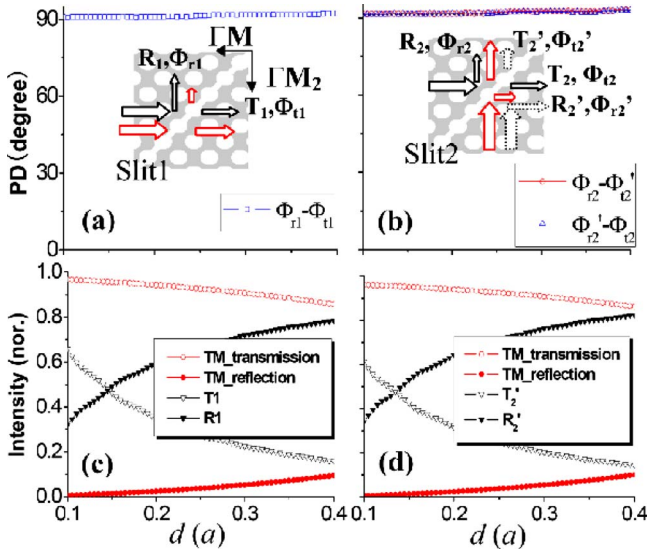 PD (degree)
90
60
30
0
ΓM
R1, Φr1
ΓM2
T1, Φt1
Slit1
(a)
Φr1-Φt1
R2, Φr2
T2', Φt2'
T2, Φt2
R2', Φr2'
Slit2
(b)
Φr2-Φt2'
Φr2'-Φt2
Intensity (nor.)
1.0
0.8
0.6
0.4
0.2
0.0
TM_transmission
TM_reflection
T1
R1
(c)
0.1
0.2
0.3
0.4
d (a)
TM_transmission
TM_reflection
T2'
R2'
(d)
0.1
0.2
0.3
0.4
d (a)